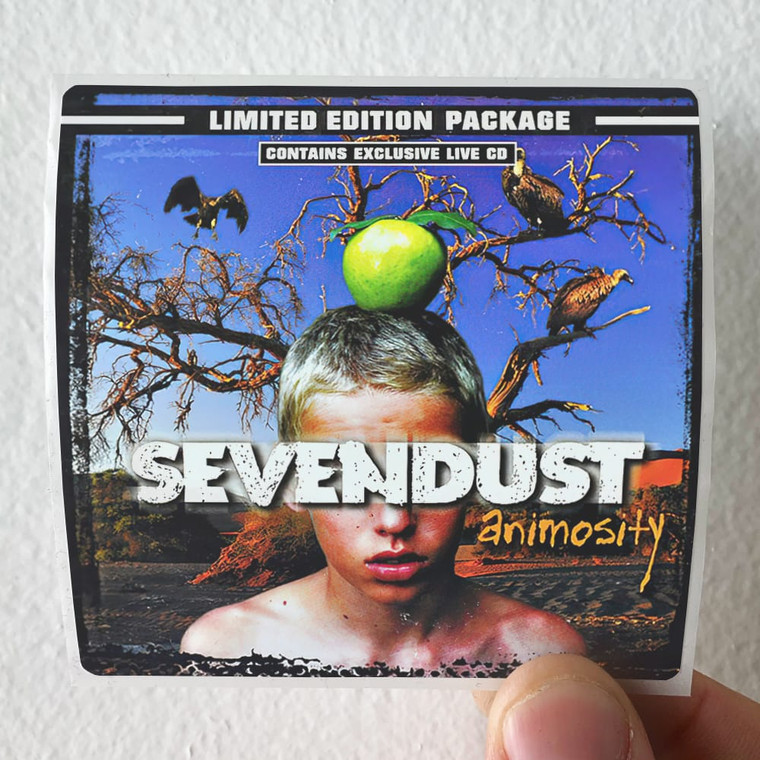 LIMITED EDITION PACKAGE
CONTAINS EXCLUSIVE LIVE CD
SEVENDUST
animosity